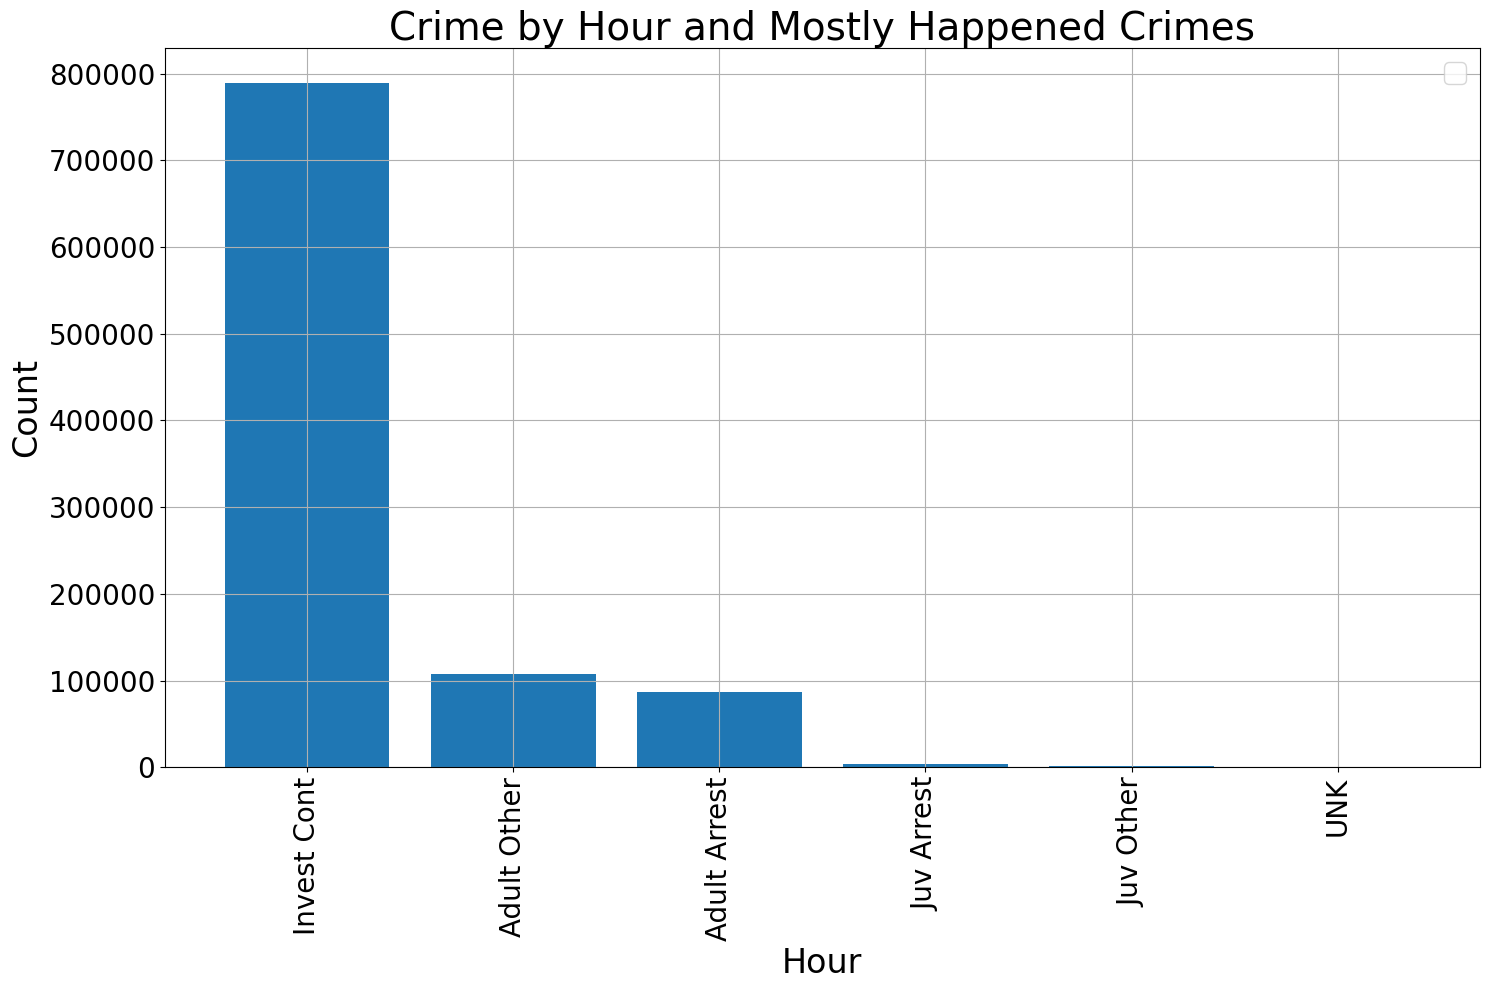 Crime by Hour and Mostly Happened Crimes
800000
700000
600000
500000
400000
300000
200000
100000
0
Count
Invest Cont
Adult Other
Adult Arrest
Juv Arrest
Juv Other
UNK
Hour